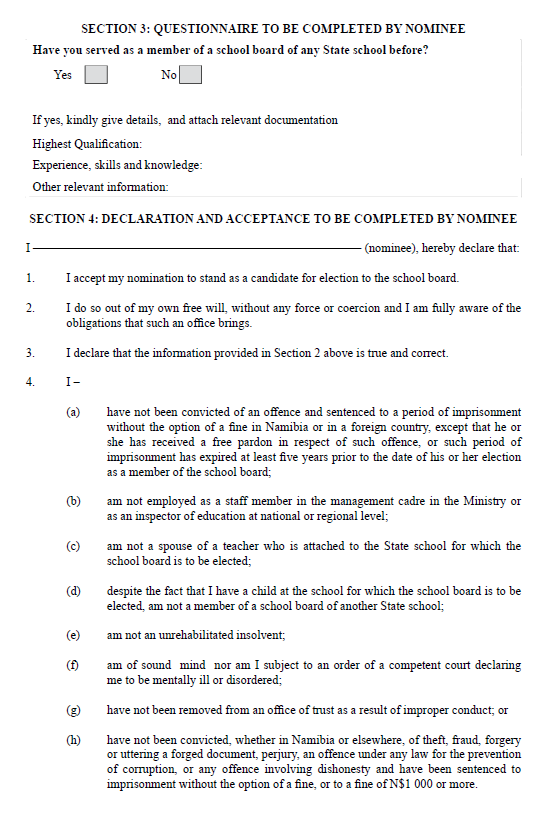 SECTION 3: QUESTIONNAIRE TO BE COMPLETED BY NOMINEE
Have you served as a member of a school board of any State school before?
Yes No
If yes, kindly give details, and attach relevant documentation
Highest Qualification:
Experience, skills and knowledge:
Other relevant information:
SECTION 4: DECLARATION AND ACCEPTANCE TO BE COMPLETED BY NOMINEE
I (nominee), hereby declare that:
1. I accept my nomination to stand as a candidate for election to the school board.
2. I do so out of my own free will, without any force or coercion and I am fully aware of the
obligations that such an office brings.
3. I declare that the information provided in Section 2 above is true and correct.
4. I –
(a) have not been convicted of an offence and sentenced to a period of imprisonment
without the option of a fine in Namibia or in a foreign country, except that he or
she has received a free pardon in respect of such offence, or such period of
imprisonment has expired at least five years prior to the date of his or her election
as a member of the school board;
(b) am not employed as a staff member in the management cadre in the Ministry or
as an inspector of education at national or regional level;
(c) am not a spouse of a teacher who is attached to the State school for which the
school board is to be elected;
(d) despite the fact that I have a child at the school for which the school board is to be
elected, am not a member of a school board of another State school;
(e) am not an unrehabilitated insolvent;
(f) am of sound mind nor am I subject to an order of a competent court declaring
me to be mentally ill or disordered;
(g) have not been removed from an office of trust as a result of improper conduct; or
(h) have not been convicted, whether in Namibia or elsewhere, of theft, fraud, forgery
or uttering a forged document, perjury, an offence under any law for the prevention
of corruption, or any offence involving dishonesty and have been sentenced to
imprisonment without the option of a fine, or to a fine of N$1 000 or more.